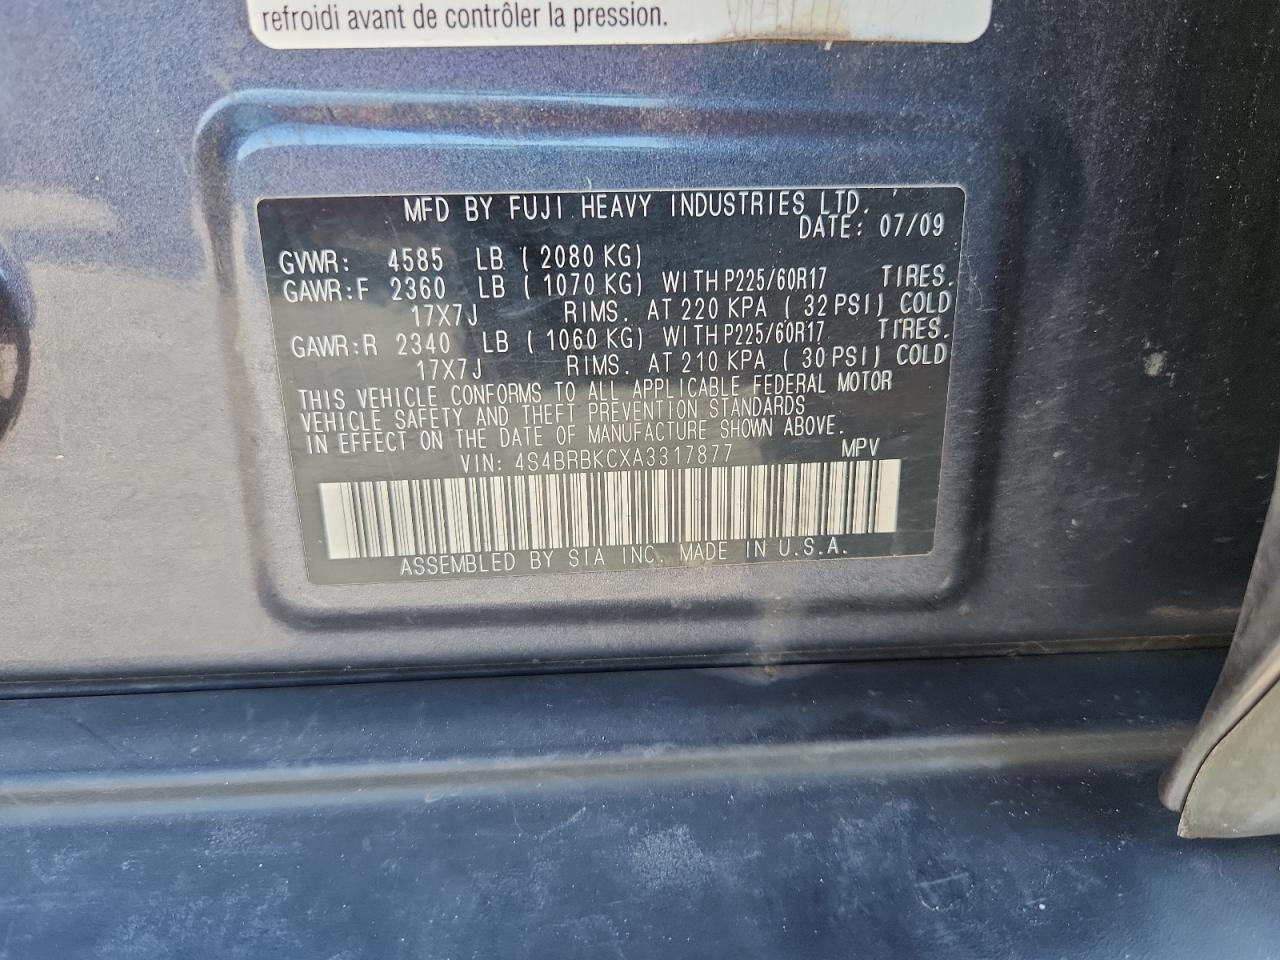 refroidi avant de contrôler la pression.
MFD BY FUJI HEAVY INDUSTRIES LTD.
DATE: 07/09
GVWR: 4585 LB ( 2080 KG)
GAWR:F 2360 LB ( 1070 KG) WITH P225/60R17 TIRES.
17X7J RIMS. AT 220 KPA ( 32 PSI) COLD
GAWR:R 2340 LB ( 1060 KG) WITH P225/60R17 TIRES.
17X7J RIMS. AT 210 KPA ( 30 PSI) COLD
THIS VEHICLE CONFORMS TO ALL APPLICABLE FEDERAL MOTOR
VEHICLE SAFETY AND THEFT PREVENTION STANDARDS
IN EFFECT ON THE DATE OF MANUFACTURE SHOWN ABOVE.
VIN: 4S4BRBKCXA3317877 MPV
ASSEMBLED BY SIA INC. MADE IN U.S.A.